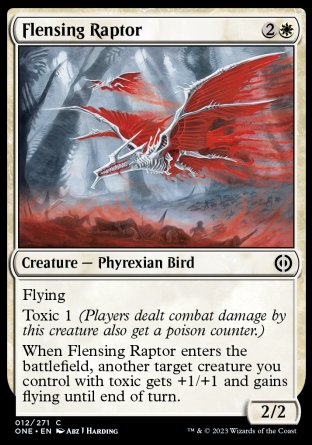 Flensing Raptor 2
Creature — Phyrexian Bird
Flying
Toxic 1 (Players dealt combat damage by
this creature also get a poison counter.)
When Flensing Raptor enters the
battlefield, another target creature you
control with toxic gets +1/+1 and gains
flying until end of turn.
2/2
012/271 C
ONE • EN Abz J Harding
™ & © 2023 Wizards of the Coast